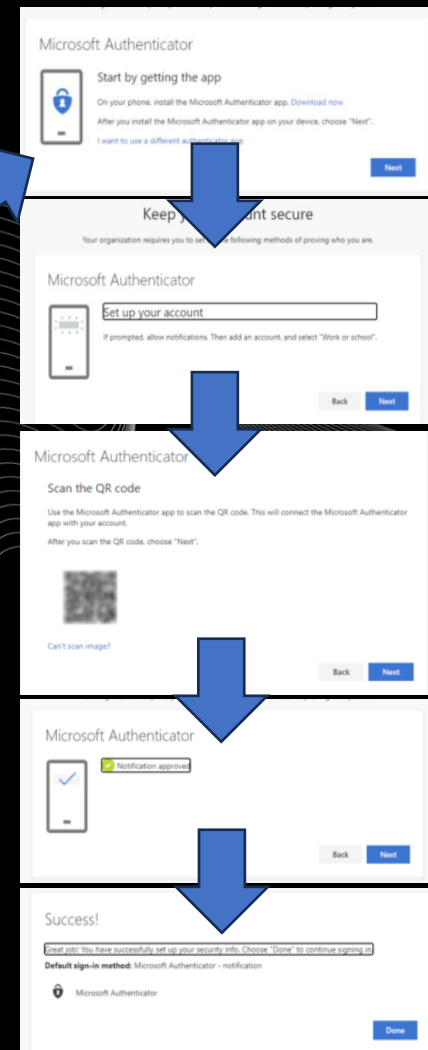 Microsoft Authenticator
Start by getting the app
On your phone, install the Microsoft Authenticator app. Download now
After you install the Microsoft Authenticator app on your device, choose "Next".
I want to use a different authenticator app
Next
Keep unt secure
Your organization requires you to set following methods of proving who you are.
Microsoft Authenticator
Set up your account
If prompted, allow notifications. Then add an account, and select "Work or school".
Back Next
Microsoft Authenticator
Scan the QR code
Use the Microsoft Authenticator app to scan the QR code. This will connect the Microsoft Authenticator
app with your account.
After you scan the QR code, choose "Next".
Can't scan image?
Back Next
Microsoft Authenticator
Notification approved
Back Next
Success!
Great job! You have successfully set up your security info. Choose "Done" to continue signing in.
Default sign-in method: Microsoft Authenticator - notification
Microsoft Authenticator
Done